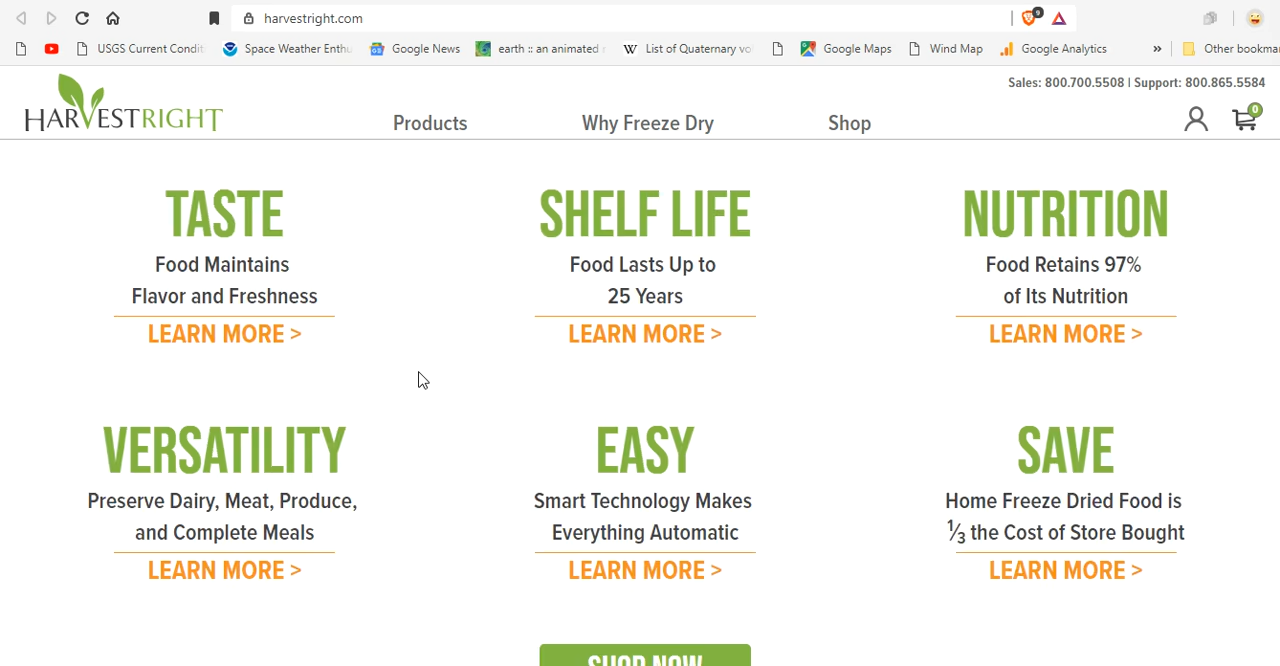 harvestright.com
9
USGS Current Condit
Space Weather Enthu
Google News
earth :: an animated
W
List of Quaternary vo
Google Maps
Wind Map
Google Analytics
»
Other bookma
Sales: 800.700.5508 | Support: 800.865.5584
HARVESTRIGHT
Products
Why Freeze Dry
Shop
0
TASTE
Food Maintains
Flavor and Freshness
LEARN MORE >
SHELF LIFE
Food Lasts Up to
25 Years
LEARN MORE >
NUTRITION
Food Retains 97%
of Its Nutrition
LEARN MORE >
VERSATILITY
Preserve Dairy, Meat, Produce,
and Complete Meals
LEARN MORE >
EASY
Smart Technology Makes
Everything Automatic
LEARN MORE >
SAVE
Home Freeze Dried Food is
⅓ the Cost of Store Bought
LEARN MORE >
SHOP NOW